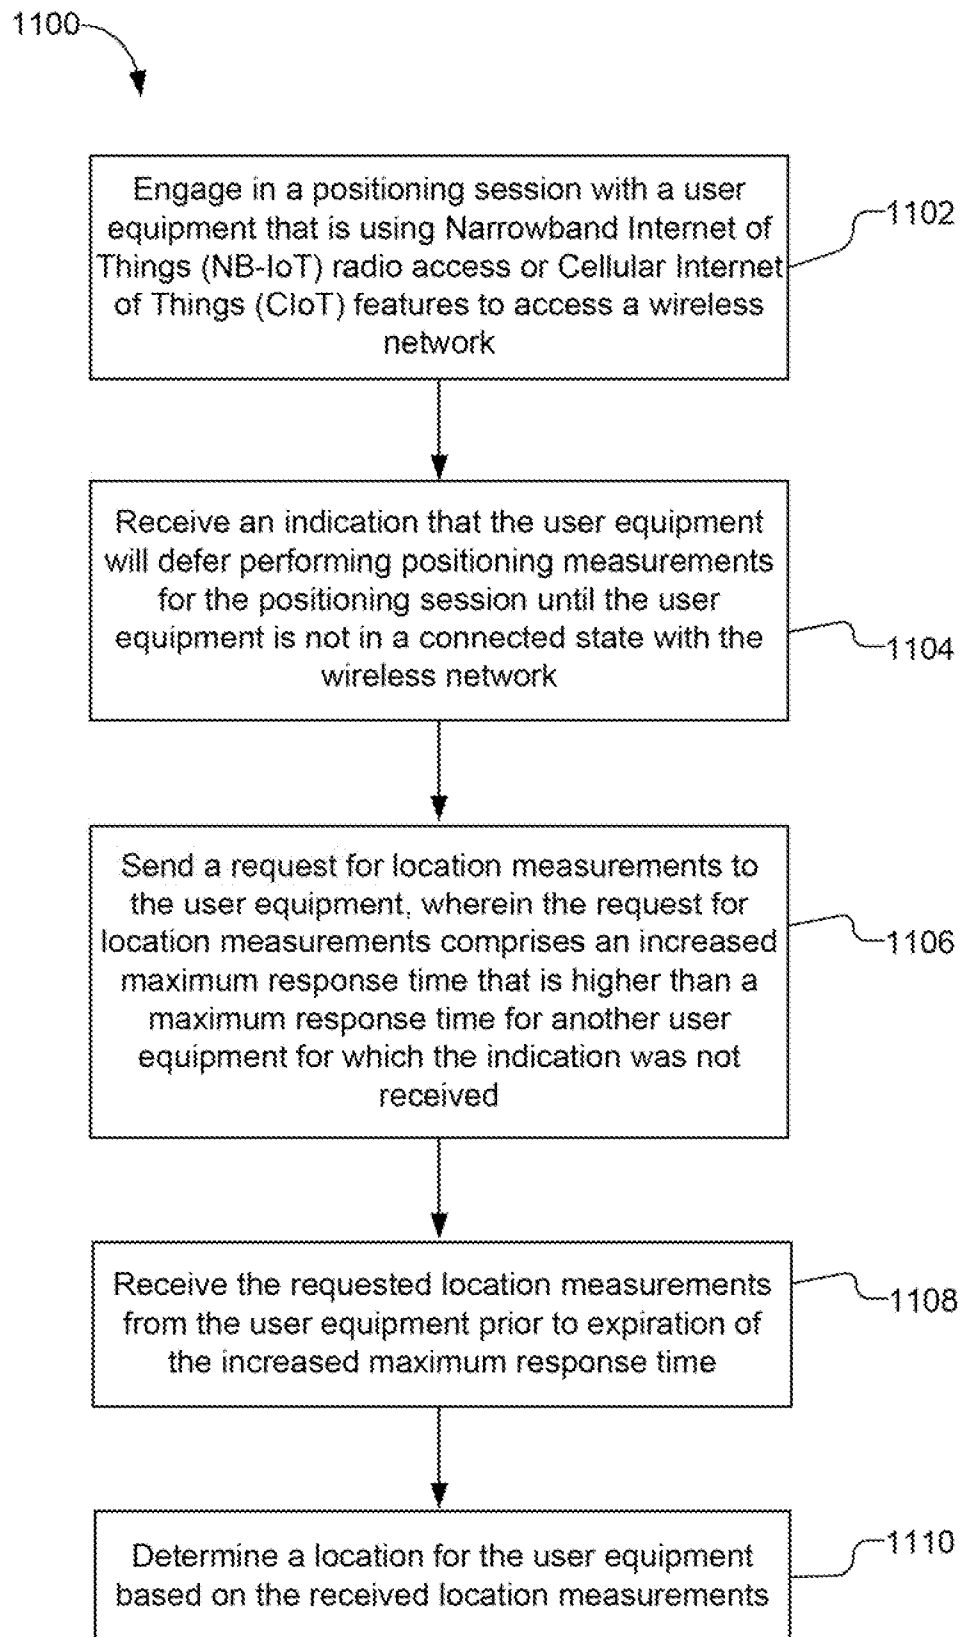 1100
Engage in a positioning session with a user
equipment that is using Narrowband Internet of
Things (NB-IoT) radio access or Cellular Internet
of Things (CIoT) features to access a wireless
network
1102
Receive an indication that the user equipment
will defer performing positioning measurements
for the positioning session until the user
equipment is not in a connected state with the
wireless network
1104
Send a request for location measurements to
the user equipment, wherein the request for
location measurements comprises an increased
maximum response time that is higher than a
maximum response time for another user
equipment for which the indication was not
received
1106
Receive the requested location measurements
from the user equipment prior to expiration of
the increased maximum response time
1108
Determine a location for the user equipment
based on the received location measurements
1110